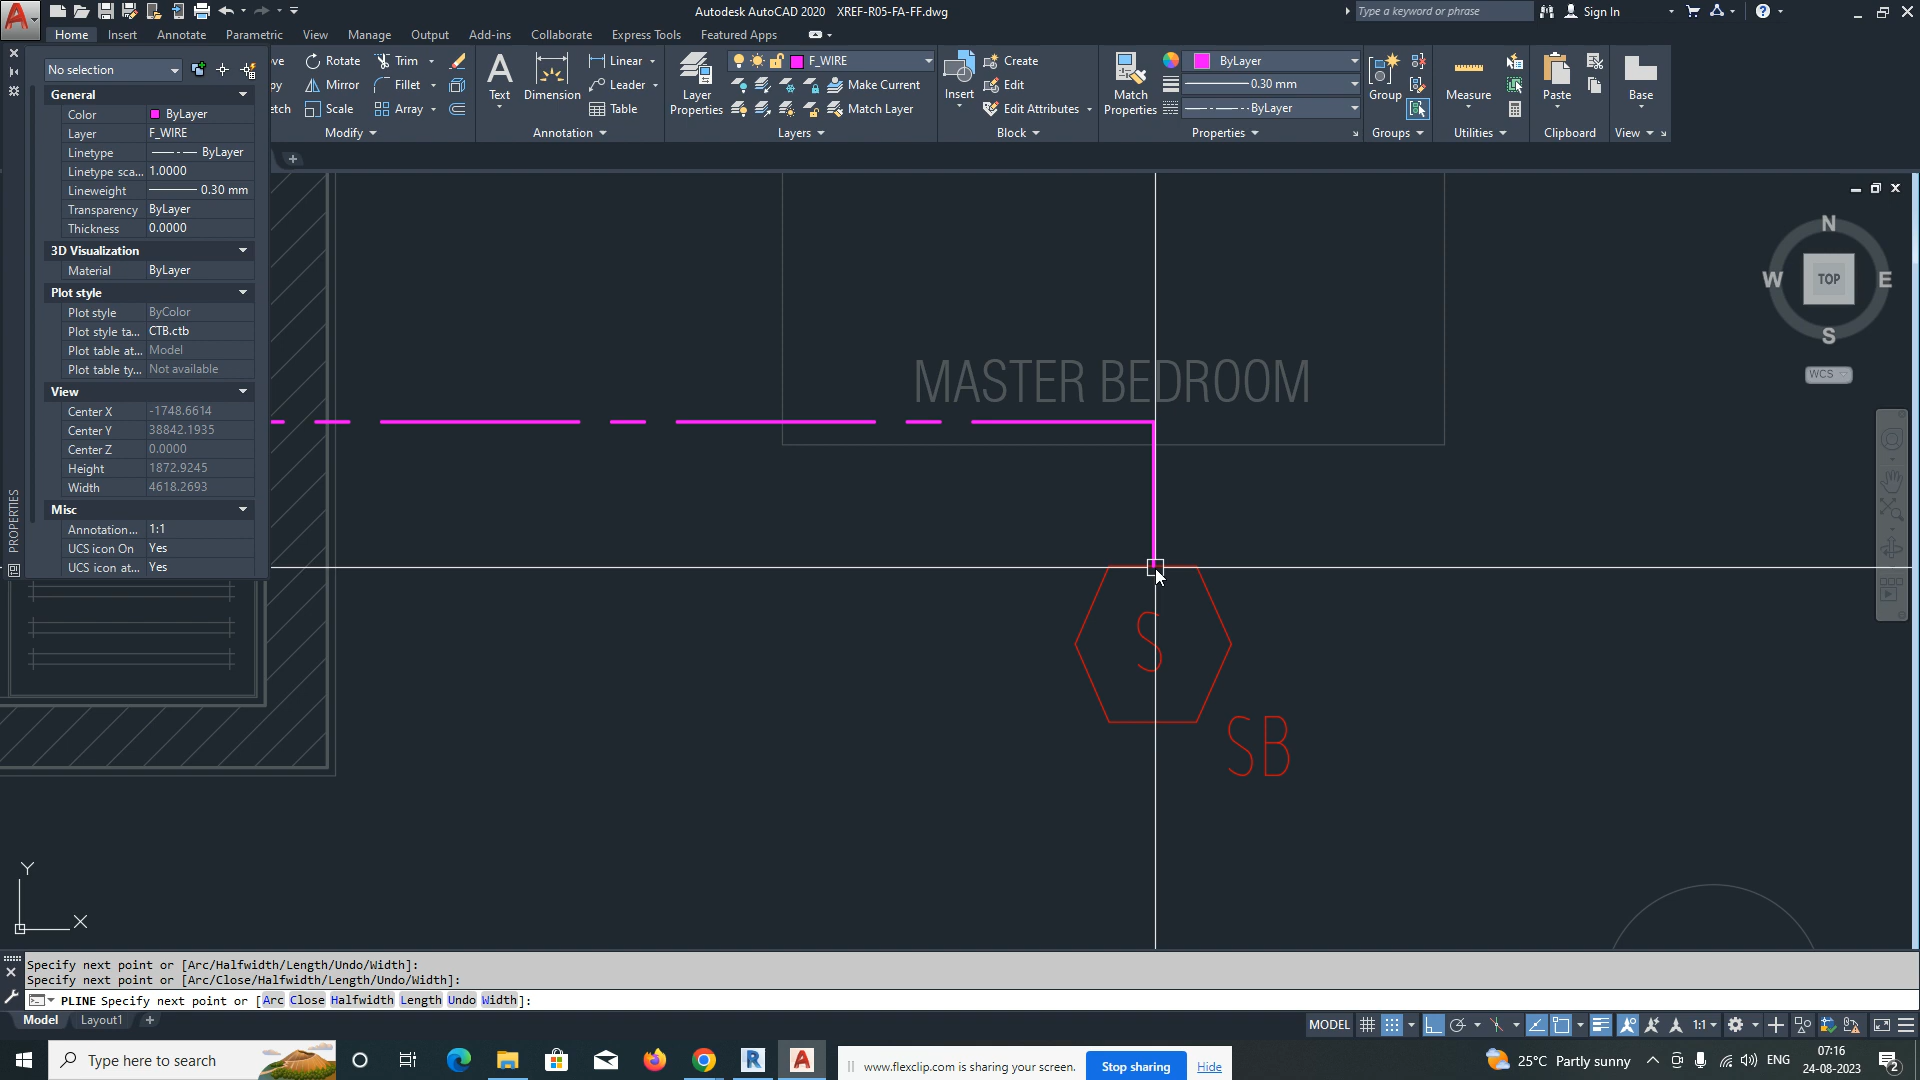 Autodesk AutoCAD 2020 XREF-R05-FA-FF.dwg
Type a keyword or phrase
Sign In
Home Insert Annotate Parametric View Manage Output Add-ins Collaborate Express Tools Featured Apps
No selection
General
Color ByLayer
Layer F_WIRE
Linetype ByLayer
Linetype sca... 1.0000
Lineweight 0.30 mm
Transparency ByLayer
Thickness 0.0000
3D Visualization
Material ByLayer
Plot style
Plot style ByColor
Plot style ta... CTB.ctb
Plot table at... Model
Plot table ty... Not available
View
Center X -1748.6614
Center Y 38842.1935
Center Z 0.0000
Height 1872.9245
Width 4618.2693
Misc
Annotation... 1:1
UCS icon On Yes
UCS icon at... Yes
PROPERTIES
Rotate Trim
Mirror Fillet
Scale Array
Modify
Text
Dimension
Linear
Leader
Table
Annotation
Layer Properties
F_WIRE
Make Current
Match Layer
Layers
Insert
Create
Edit
Edit Attributes
Block
Match Properties
ByLayer
0.30 mm
ByLayer
Properties
Group
Groups
Measure
Utilities
Paste
Clipboard
Base
View
N
W TOP E
S
WCS
MASTER BEDROOM
S
SB
Y
X
Specify next point or [Arc/Halfwidth/Length/Undo/Width]:
Specify next point or [Arc/Close/Halfwidth/Length/Undo/Width]:
PLINE Specify next point or [Arc Close Halfwidth Length Undo Width]:
Model Layout1
MODEL 1:1
Type here to search
www.flexclip.com is sharing your screen. Stop sharing Hide
25°C Partly sunny
ENG
07:16
24-08-2023
2